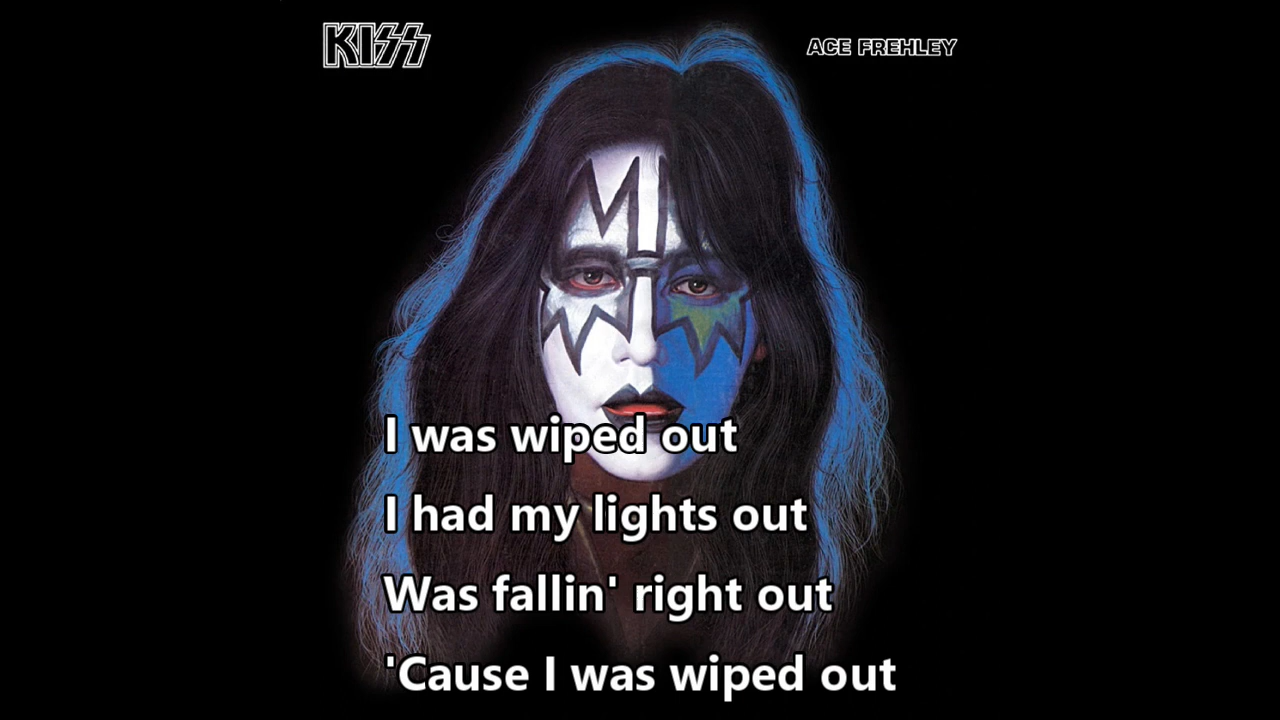 KISS
ACE FREHLEY
I was wiped out
I had my lights out
Was fallin' right out
'Cause I was wiped out